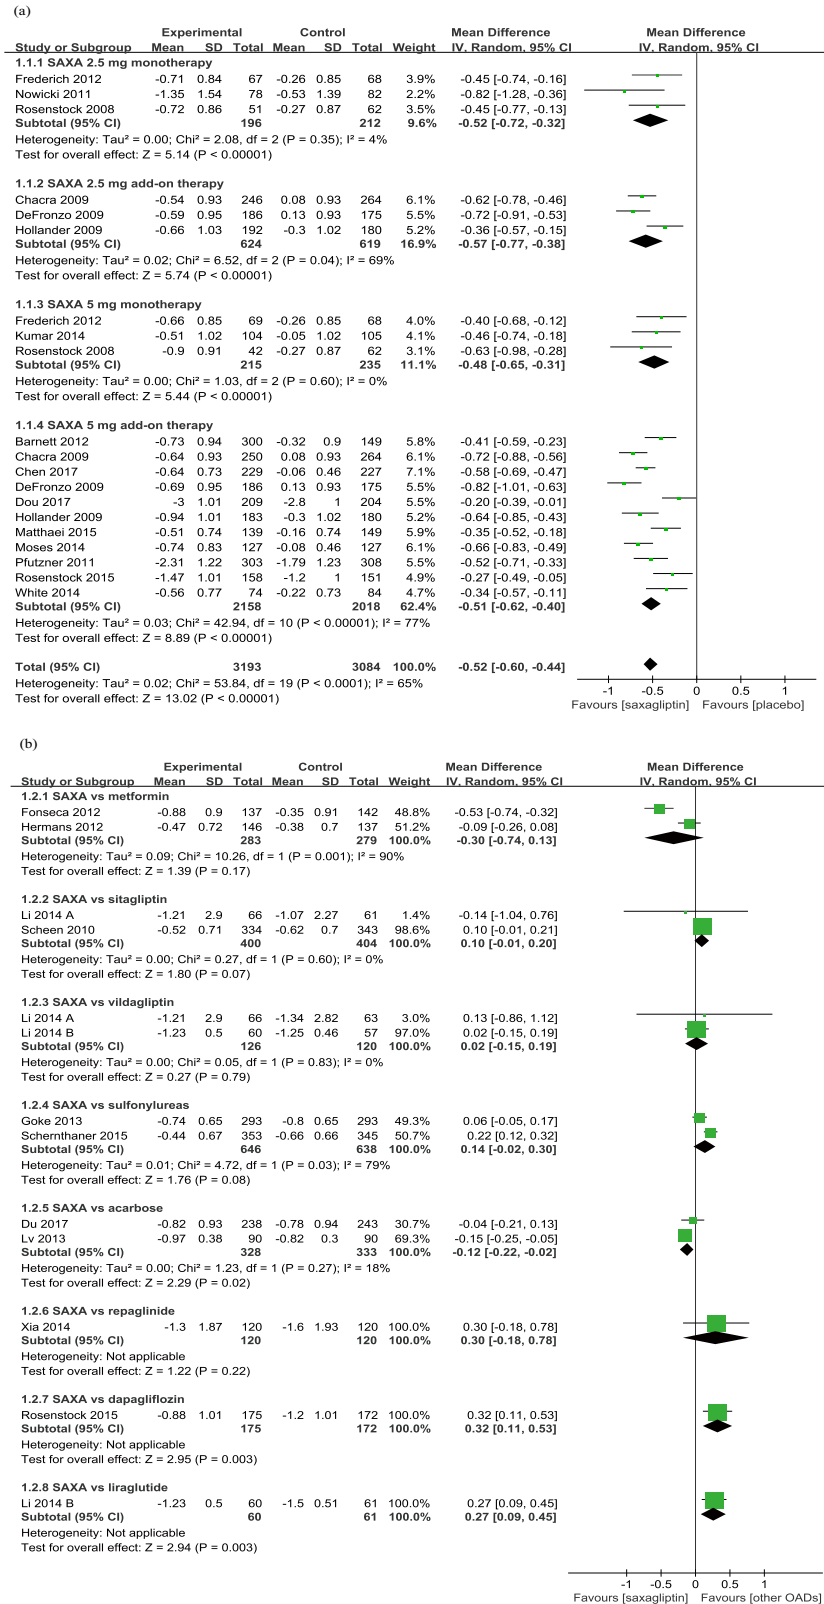 (a)
Experimental Control Mean Difference Mean Difference
Study or Subgroup Mean SD Total Mean SD Total Weight IV, Random, 95% CI IV, Random, 95% CI
1.1.1 SAXA 2.5 mg monotherapy
Frederich 2012 -0.71 0.84 67 -0.26 0.85 68 3.9% -0.45 [-0.74, -0.16]
Nowicki 2011 -1.35 1.54 78 -0.53 1.39 82 2.2% -0.82 [-1.28, -0.36]
Rosenstock 2008 -0.72 0.86 51 -0.27 0.87 62 3.5% -0.45 [-0.77, -0.13]
Subtotal (95% CI) 196 212 9.6% -0.52 [-0.72, -0.32]
Heterogeneity: Tau² = 0.00; Chi² = 2.08, df = 2 (P = 0.35); I² = 4%
Test for overall effect: Z = 5.14 (P < 0.00001)
1.1.2 SAXA 2.5 mg add-on therapy
Chacra 2009 -0.54 0.93 246 0.08 0.93 264 6.1% -0.62 [-0.78, -0.46]
DeFronzo 2009 -0.59 0.95 186 0.13 0.93 175 5.5% -0.72 [-0.91, -0.53]
Hollander 2009 -0.66 1.03 192 -0.3 1.02 180 5.2% -0.36 [-0.57, -0.15]
Subtotal (95% CI) 624 619 16.9% -0.57 [-0.77, -0.38]
Heterogeneity: Tau² = 0.02; Chi² = 6.52, df = 2 (P = 0.04); I² = 69%
Test for overall effect: Z = 5.74 (P < 0.00001)
1.1.3 SAXA 5 mg monotherapy
Frederich 2012 -0.66 0.85 69 -0.26 0.85 68 4.0% -0.40 [-0.68, -0.12]
Kumar 2014 -0.51 1.02 104 -0.05 1.02 105 4.1% -0.46 [-0.74, -0.18]
Rosenstock 2008 -0.9 0.91 42 -0.27 0.87 62 3.1% -0.63 [-0.98, -0.28]
Subtotal (95% CI) 215 235 11.1% -0.48 [-0.65, -0.31]
Heterogeneity: Tau² = 0.00; Chi² = 1.03, df = 2 (P = 0.60); I² = 0%
Test for overall effect: Z = 5.44 (P < 0.00001)
1.1.4 SAXA 5 mg add-on therapy
Barnett 2012 -0.73 0.94 300 -0.32 0.9 149 5.8% -0.41 [-0.59, -0.23]
Chacra 2009 -0.64 0.93 250 0.08 0.93 264 6.1% -0.72 [-0.88, -0.56]
Chen 2017 -0.64 0.73 229 -0.06 0.46 227 7.1% -0.58 [-0.69, -0.47]
DeFronzo 2009 -0.69 0.95 186 0.13 0.93 175 5.5% -0.82 [-1.01, -0.63]
Dou 2017 -3 1.01 209 -2.8 1 204 5.5% -0.20 [-0.39, -0.01]
Hollander 2009 -0.94 1.01 183 -0.3 1.02 180 5.2% -0.64 [-0.85, -0.43]
Matthaei 2015 -0.51 0.74 139 -0.16 0.74 149 5.9% -0.35 [-0.52, -0.18]
Moses 2014 -0.74 0.83 127 -0.08 0.46 127 5.9% -0.66 [-0.83, -0.49]
Pfutzner 2011 -2.31 1.22 303 -1.79 1.23 308 5.5% -0.52 [-0.71, -0.33]
Rosenstock 2015 -1.47 1.01 158 -1.2 1 151 5.0% -0.27 [-0.49, -0.05]
White 2014 -0.56 0.77 74 -0.22 0.73 84 4.7% -0.34 [-0.57, -0.11]
Subtotal (95% CI) 2158 2018 62.4% -0.51 [-0.62, -0.40]
Heterogeneity: Tau² = 0.03; Chi² = 42.94, df = 10 (P < 0.00001); I² = 77%
Test for overall effect: Z = 8.89 (P < 0.00001)
Total (95% CI) 3193 3084 100.0% -0.52 [-0.60, -0.44]
Heterogeneity: Tau² = 0.02; Chi² = 53.84, df = 19 (P < 0.0001); I² = 65%
Test for overall effect: Z = 13.02 (P < 0.00001)
-1 -0.5 0 0.5 1
Favours [saxagliptin] Favours [placebo]
(b)
Experimental Control Mean Difference Mean Difference
Study or Subgroup Mean SD Total Mean SD Total Weight IV, Random, 95% CI IV, Random, 95% CI
1.2.1 SAXA vs metformin
Fonseca 2012 -0.88 0.9 137 -0.35 0.91 142 48.8% -0.53 [-0.74, -0.32]
Hermans 2012 -0.47 0.72 146 -0.38 0.7 137 51.2% -0.09 [-0.26, 0.08]
Subtotal (95% CI) 283 279 100.0% -0.30 [-0.74, 0.13]
Heterogeneity: Tau² = 0.09; Chi² = 10.26, df = 1 (P = 0.001); I² = 90%
Test for overall effect: Z = 1.39 (P = 0.17)
1.2.2 SAXA vs sitagliptin
Li 2014 A -1.21 2.9 66 -1.07 2.27 61 1.4% -0.14 [-1.04, 0.76]
Scheen 2010 -0.52 0.71 334 -0.62 0.7 343 98.6% 0.10 [-0.01, 0.21]
Subtotal (95% CI) 400 404 100.0% 0.10 [-0.01, 0.20]
Heterogeneity: Tau² = 0.00; Chi² = 0.27, df = 1 (P = 0.60); I² = 0%
Test for overall effect: Z = 1.80 (P = 0.07)
1.2.3 SAXA vs vildagliptin
Li 2014 A -1.21 2.9 66 -1.34 2.82 63 3.0% 0.13 [-0.86, 1.12]
Li 2014 B -1.23 0.5 60 -1.25 0.46 57 97.0% 0.02 [-0.15, 0.19]
Subtotal (95% CI) 126 120 100.0% 0.02 [-0.15, 0.19]
Heterogeneity: Tau² = 0.00; Chi² = 0.05, df = 1 (P = 0.83); I² = 0%
Test for overall effect: Z = 0.27 (P = 0.79)
1.2.4 SAXA vs sulfonylureas
Goke 2013 -0.74 0.65 293 -0.8 0.65 293 49.3% 0.06 [-0.05, 0.17]
Schernthaner 2015 -0.44 0.67 353 -0.66 0.66 345 50.7% 0.22 [0.12, 0.32]
Subtotal (95% CI) 646 638 100.0% 0.14 [-0.02, 0.30]
Heterogeneity: Tau² = 0.01; Chi² = 4.72, df = 1 (P = 0.03); I² = 79%
Test for overall effect: Z = 1.76 (P = 0.08)
1.2.5 SAXA vs acarbose
Du 2017 -0.82 0.93 238 -0.78 0.94 243 30.7% -0.04 [-0.21, 0.13]
Lv 2013 -0.97 0.38 90 -0.82 0.3 90 69.3% -0.15 [-0.25, -0.05]
Subtotal (95% CI) 328 333 100.0% -0.12 [-0.22, -0.02]
Heterogeneity: Tau² = 0.00; Chi² = 1.23, df = 1 (P = 0.27); I² = 18%
Test for overall effect: Z = 2.29 (P = 0.02)
1.2.6 SAXA vs repaglinide
Xia 2014 -1.3 1.87 120 -1.6 1.93 120 100.0% 0.30 [-0.18, 0.78]
Subtotal (95% CI) 120 120 100.0% 0.30 [-0.18, 0.78]
Heterogeneity: Not applicable
Test for overall effect: Z = 1.22 (P = 0.22)
1.2.7 SAXA vs dapagliflozin
Rosenstock 2015 -0.88 1.01 175 -1.2 1.01 172 100.0% 0.32 [0.11, 0.53]
Subtotal (95% CI) 175 172 100.0% 0.32 [0.11, 0.53]
Heterogeneity: Not applicable
Test for overall effect: Z = 2.95 (P = 0.003)
1.2.8 SAXA vs liraglutide
Li 2014 B -1.23 0.5 60 -1.5 0.51 61 100.0% 0.27 [0.09, 0.45]
Subtotal (95% CI) 60 61 100.0% 0.27 [0.09, 0.45]
Heterogeneity: Not applicable
Test for overall effect: Z = 2.94 (P = 0.003)
-1 -0.5 0 0.5 1
Favours [saxagliptin] Favours [other OADs]